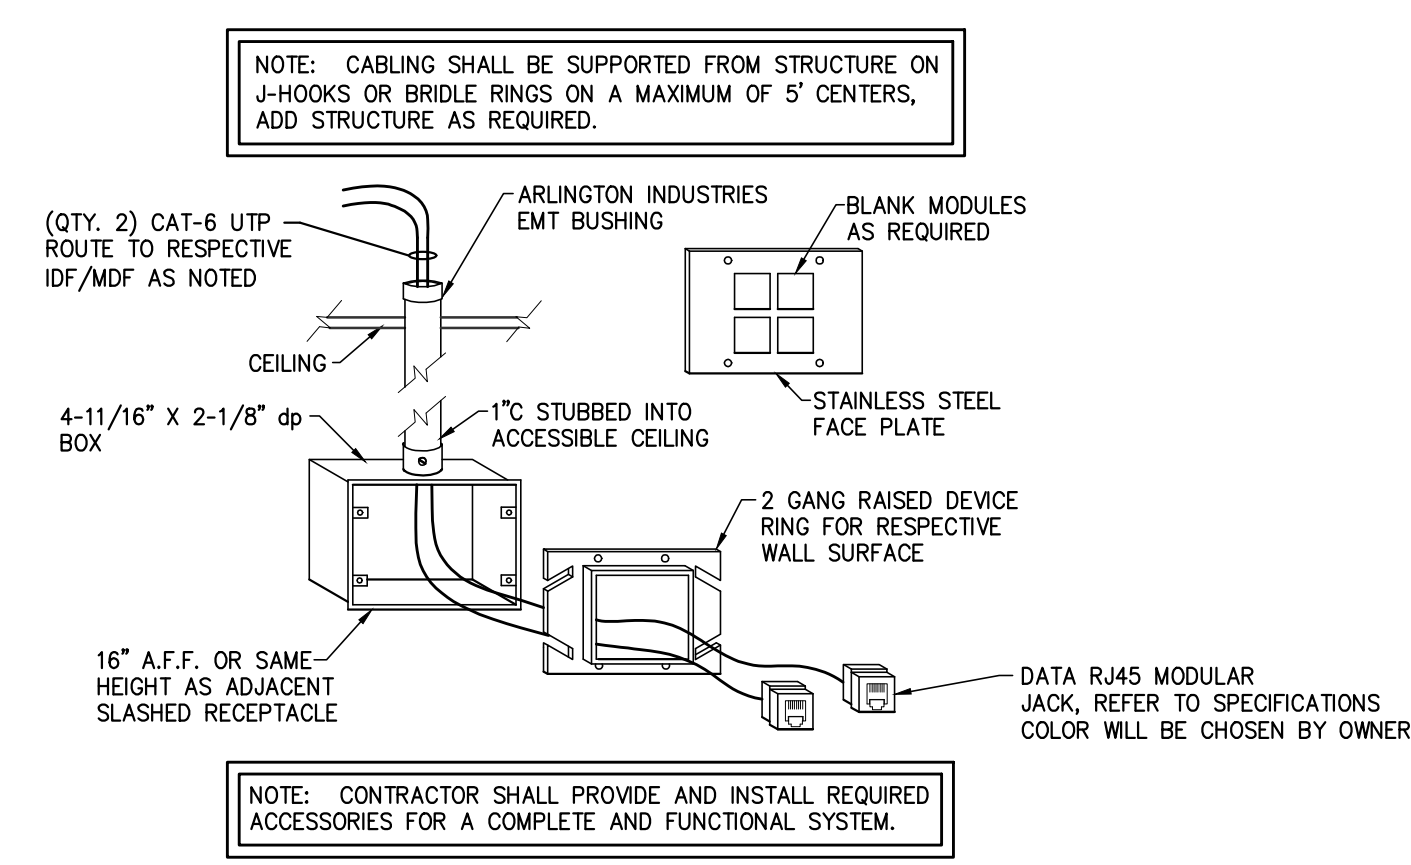 NOTE: CABLING SHALL BE SUPPORTED FROM STRUCTURE ON
J-HOOKS OR BRIDLE RINGS ON A MAXIMUM OF 5' CENTERS,
ADD STRUCTURE AS REQUIRED.
(QTY. 2) CAT-6 UTP
ROUTE TO RESPECTIVE
IDF/MDF AS NOTED
ARLINGTON INDUSTRIES
EMT BUSHING
BLANK MODULES
AS REQUIRED
CEILING
4-11/16" X 2-1/8" dp
BOX
1"C STUBBED INTO
ACCESSIBLE CEILING
STAINLESS STEEL
FACE PLATE
2 GANG RAISED DEVICE
RING FOR RESPECTIVE
WALL SURFACE
16" A.F.F. OR SAME
HEIGHT AS ADJACENT
SLASHED RECEPTACLE
DATA RJ45 MODULAR
JACK, REFER TO SPECIFICATIONS
COLOR WILL BE CHOSEN BY OWNER
NOTE: CONTRACTOR SHALL PROVIDE AND INSTALL REQUIRED
ACCESSORIES FOR A COMPLETE AND FUNCTIONAL SYSTEM.